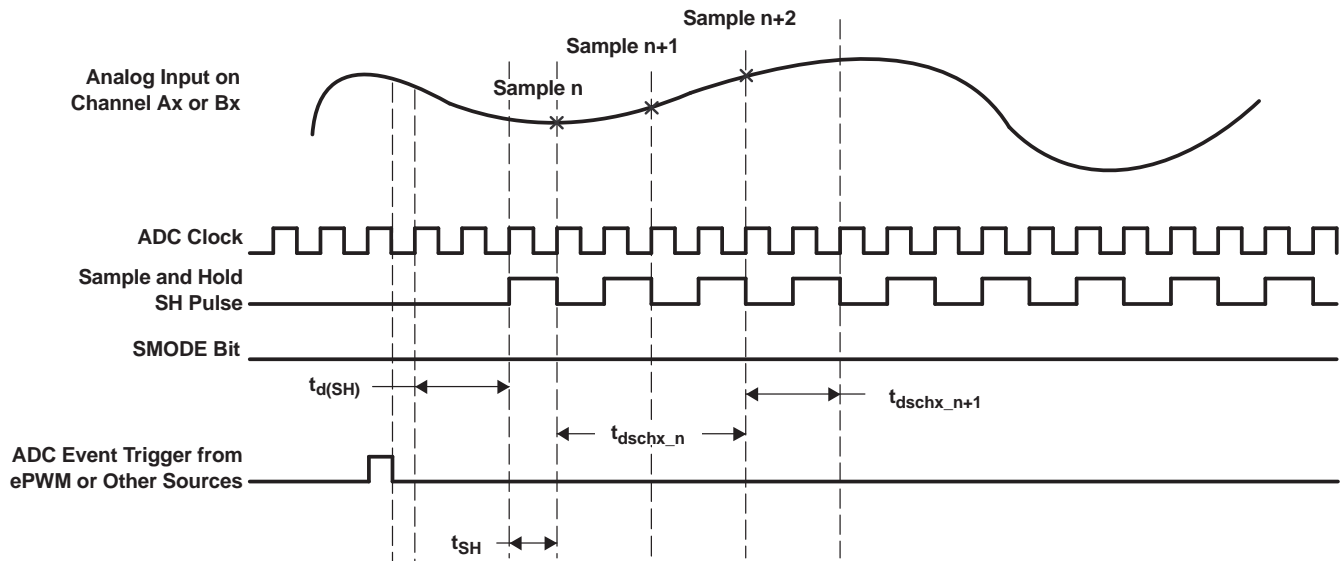 Sample n+2
Sample n+1
Analog Input on
Channel Ax or Bx
Sample n
ADC Clock
Sample and Hold
SH Pulse
SMODE Bit
td(SH)
tdschx_n+1
tdschx_n
ADC Event Trigger from
ePWM or Other Sources
tSH